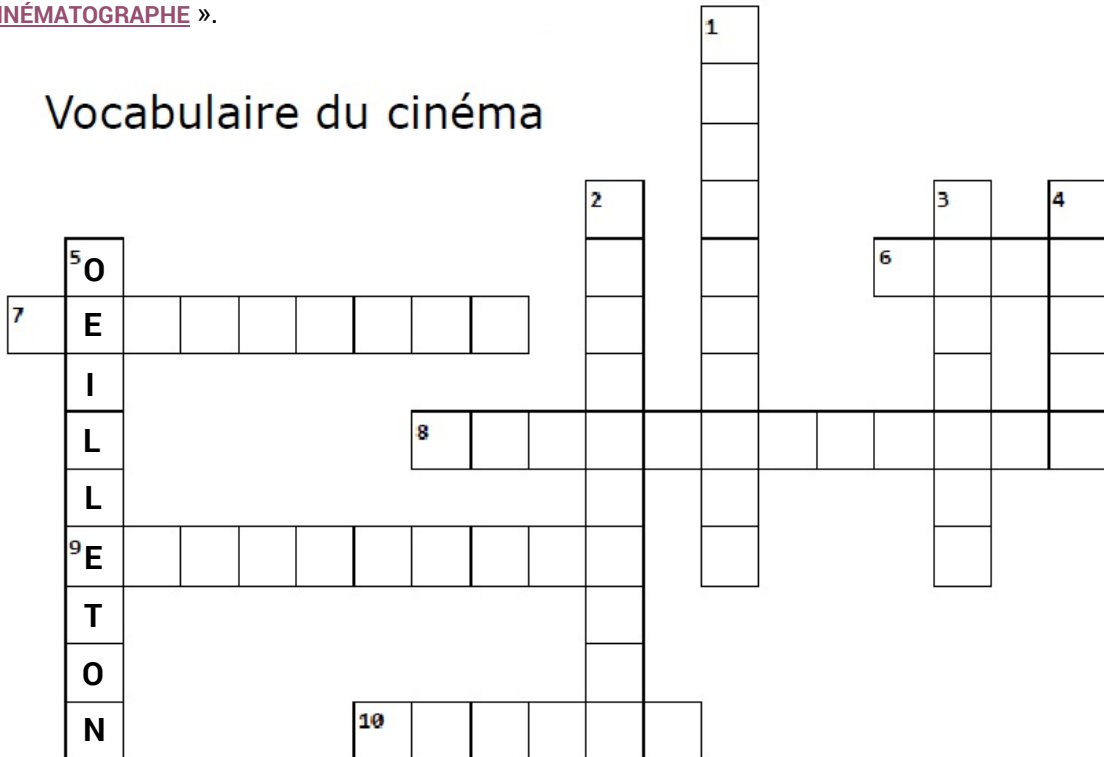 INÉMATOGRAPHE ».
1
Vocabulaire du cinéma
2 3 4
5 O 6
7 E
I
L 8
L
9 E
T
O
N 10